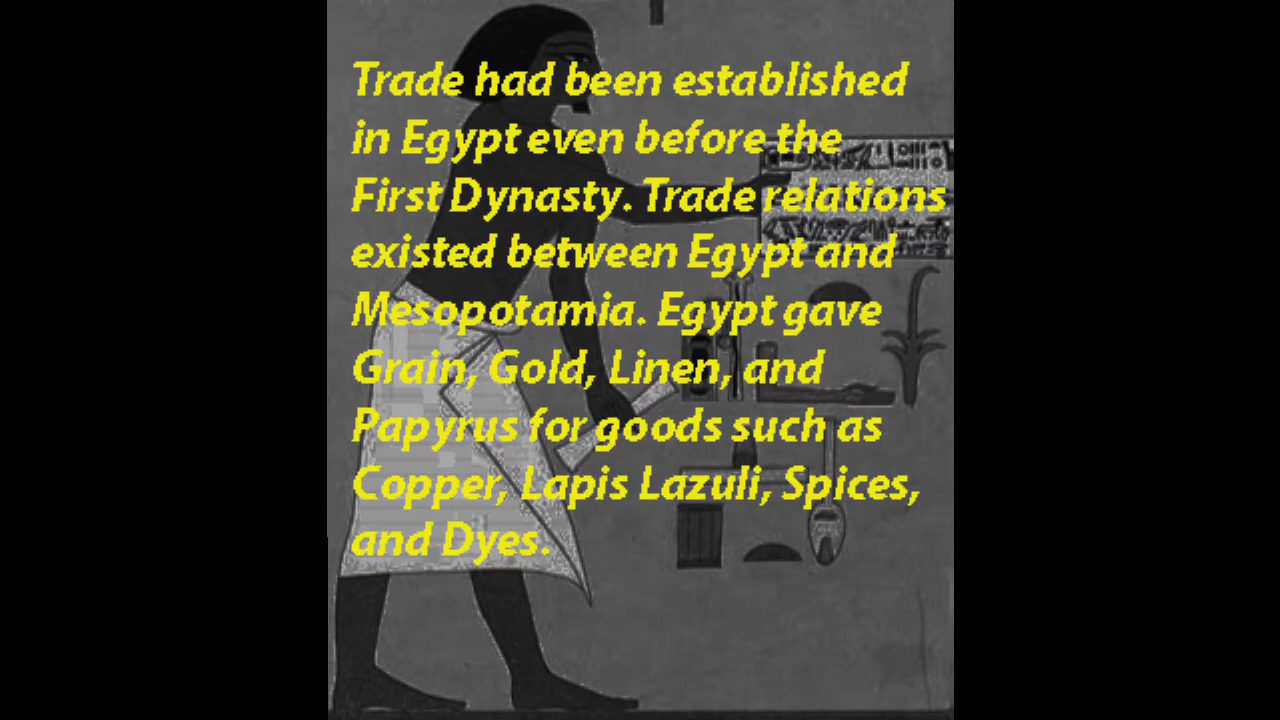 Trade had been established
in Egypt even before the
First Dynasty. Trade relations
existed between Egypt and
Mesopotamia. Egypt gave
Grain, Gold, Linen, and
Papyrus for goods such as
Copper, Lapis Lazuli, Spices,
and Dyes.